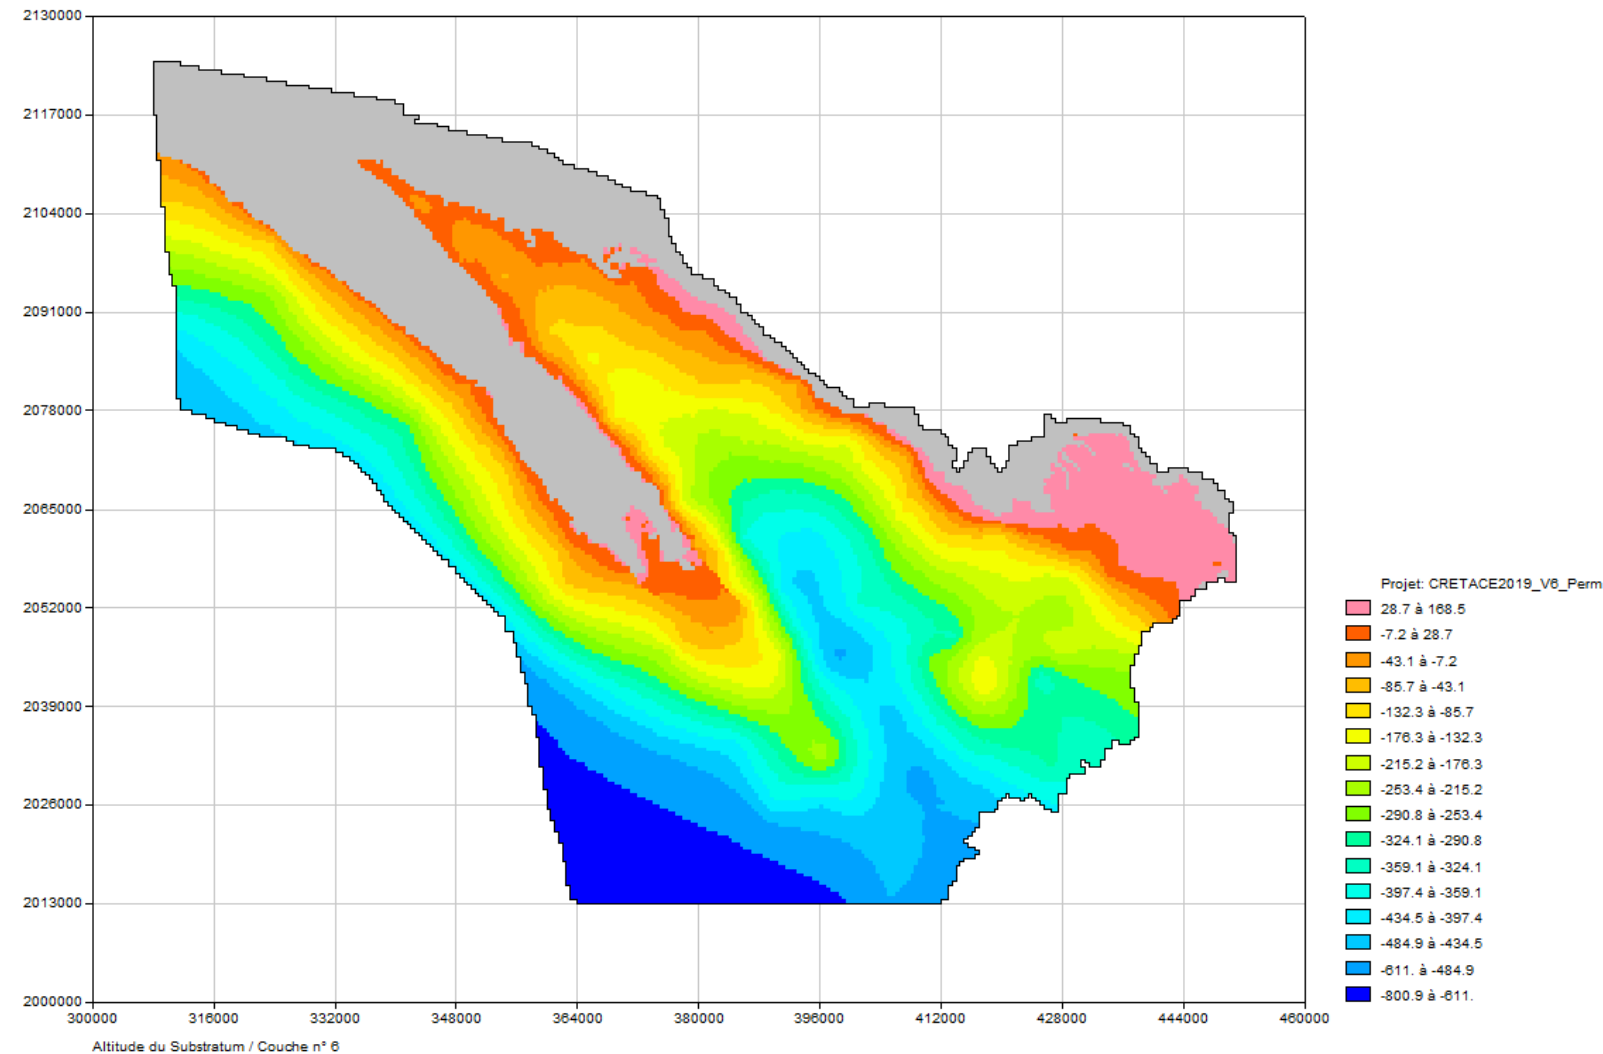 2130000
2117000
2104000
2091000
2078000
2065000
2052000
2039000
2026000
2013000
2000000
300000 316000 332000 348000 364000 380000 396000 412000 428000 444000 460000
Altitude du Substratum / Couche n° 6
Projet: CRETACE2019_V6_Perm
28.7 à 168.5
-7.2 à 28.7
-43.1 à -7.2
-85.7 à -43.1
-132.3 à -85.7
-176.3 à -132.3
-215.2 à -176.3
-253.4 à -215.2
-290.8 à -253.4
-324.1 à -290.8
-359.1 à -324.1
-397.4 à -359.1
-434.5 à -397.4
-484.9 à -434.5
-611. à -484.9
-800.9 à -611.